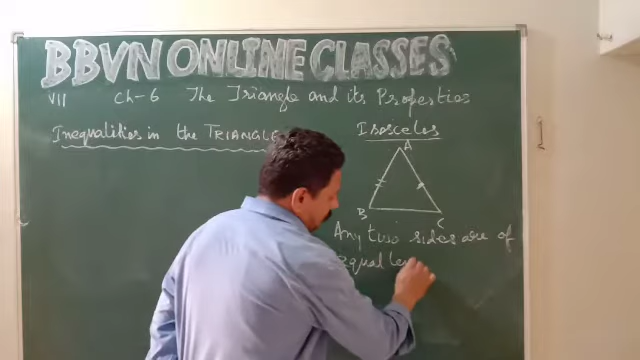 BBVN ONLINE CLASSES
VII Ch-6 The Triangle and its Properties
Inequalities in the TRIANGLE
Isosceles
A
B C
Any two sides are of
equal len